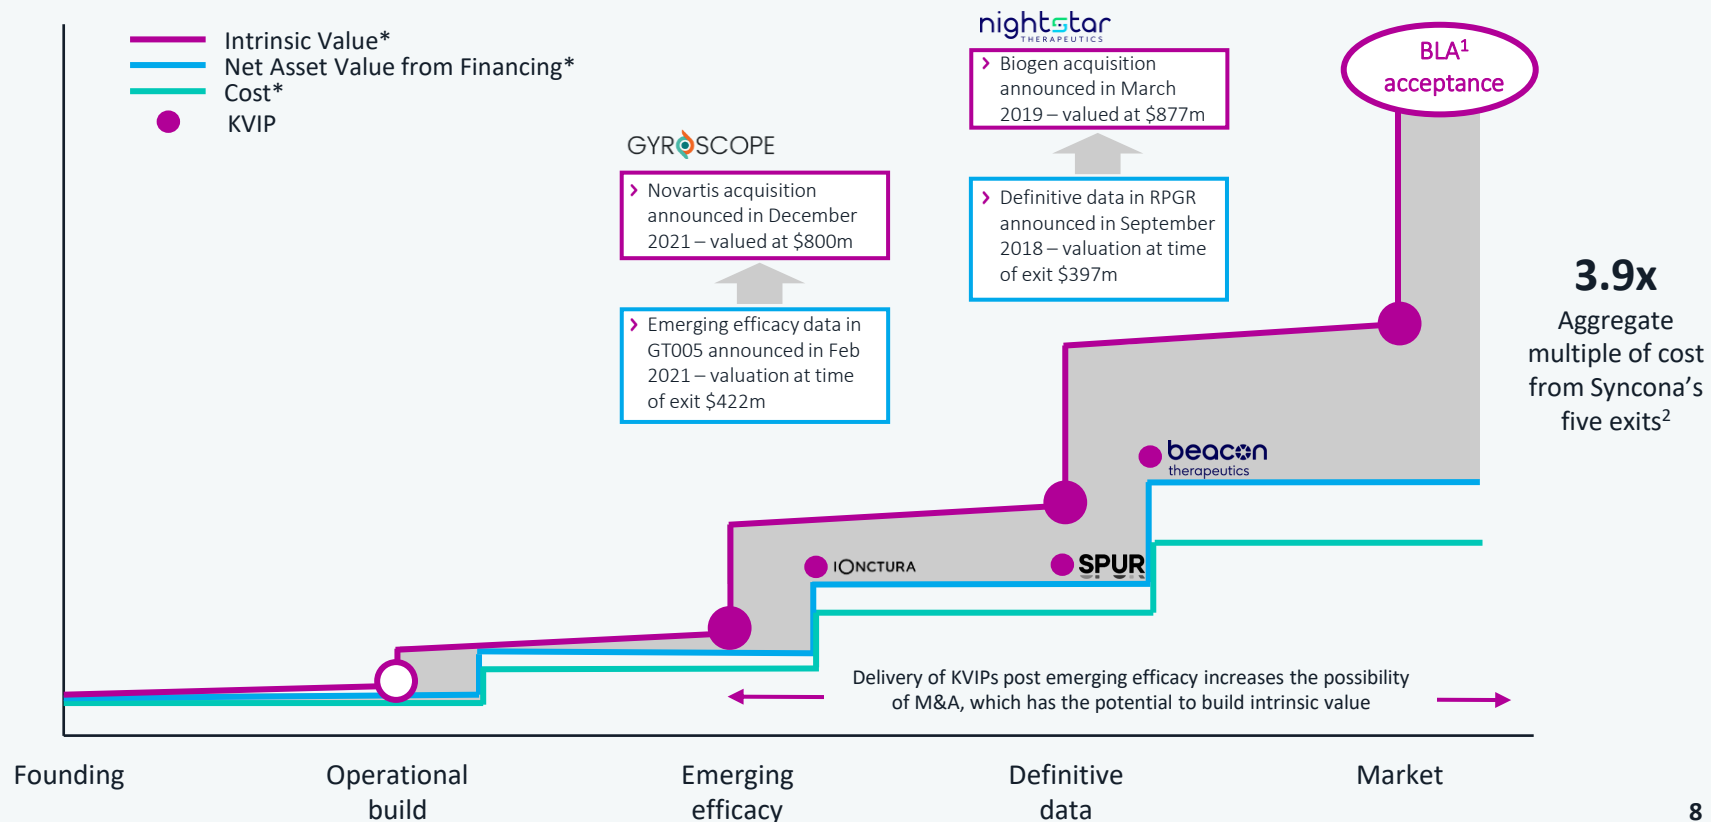 Intrinsic Value*
Net Asset Value from Financing*
Cost*
KVIP
GYROSCOPE
> Novartis acquisition
announced in December
2021 – valued at $800m
> Emerging efficacy data in
GT005 announced in Feb
2021 – valuation at time
of exit $422m
nightstar
THERAPEUTICS
> Biogen acquisition
announced in March
2019 – valued at $877m
> Definitive data in RPGR
announced in September
2018 – valuation at time
of exit $397m
BLA¹
acceptance
3.9x
Aggregate
multiple of cost
from Syncona's
five exits²
beacon
therapeutics
IONCTURA
SPUR
Delivery of KVIPs post emerging efficacy increases the possibility
of M&A, which has the potential to build intrinsic value
Founding
Operational
build
Emerging
efficacy
Definitive
data
Market
8